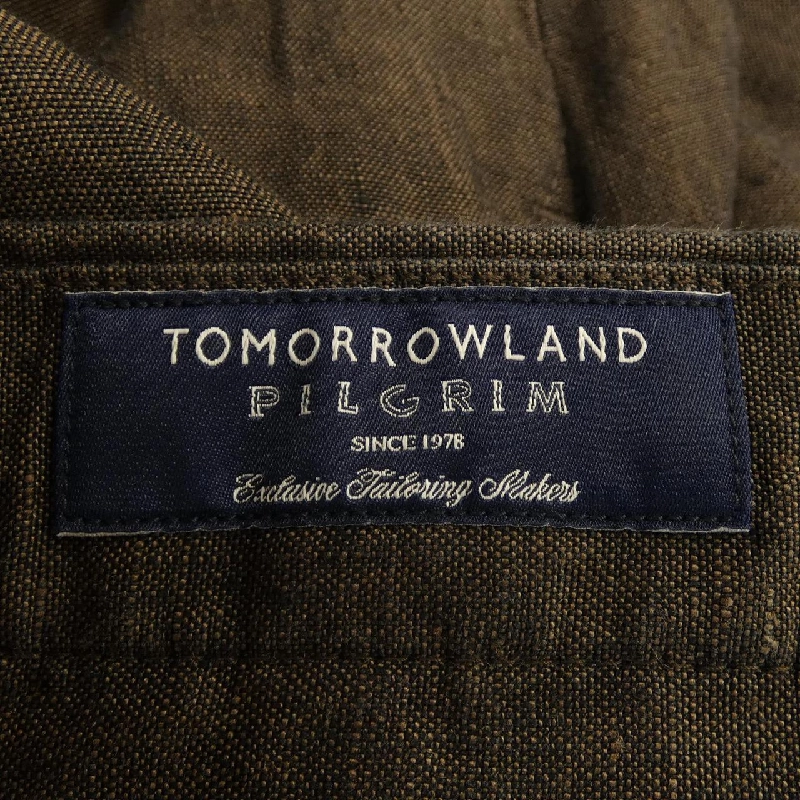 TOMORROWLAND
PILGRIM
SINCE 1978
Exclusive Tailoring Makers